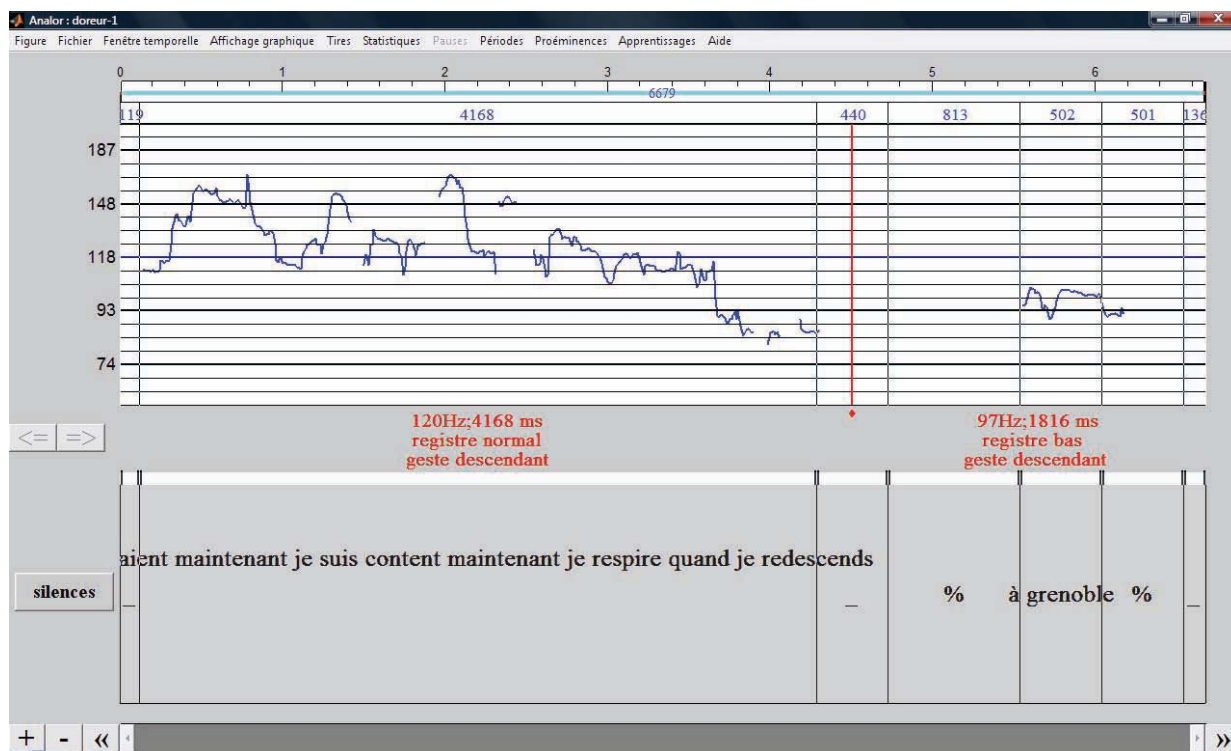 Analor : doreur-1
Figure Fichier Fenêtre temporelle Affichage graphique Tires Statistiques Pauses Périodes Proéminences Apprentissages Aide
0 1 2 3 4 5 6
6679
119 4168 440 813 502 501 136
187
148
118
93
74
120Hz;4168 ms
registre normal
geste descendant
97Hz;1816 ms
registre bas
geste descendant
<= =>
aient maintenant je suis content maintenant je respire quand je redescends
silences _ _ % à grenoble % _
+ - « »